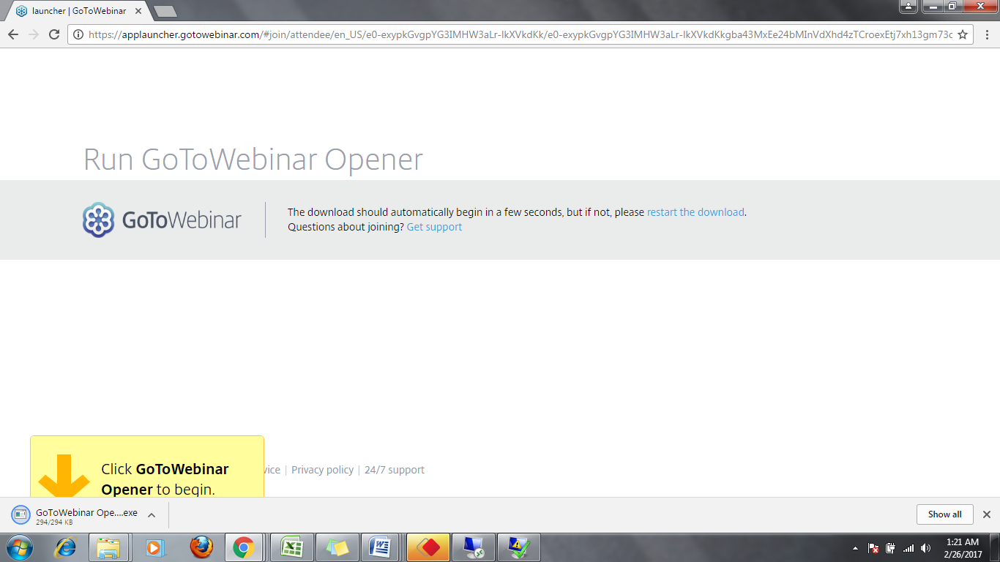 launcher | GoToWebinar
https://applauncher.gotowebinar.com/#join/attendee/en_US/e0-exypkGvgpYG3IMHW3aLr-lkXVkdKk/e0-exypkGvgpYG3IMHW3aLr-lkXVkdKkgba43MxEe24bMInVdXhd4zTCroexEtj7xh13gm73c
Run GoToWebinar Opener
GoToWebinar
The download should automatically begin in a few seconds, but if not, please restart the download.
Questions about joining? Get support
Click GoToWebinar
Opener to begin.
vice | Privacy policy | 24/7 support
GoToWebinar Ope....exe
294/294 KB
Show all
1:21 AM
2/26/2017